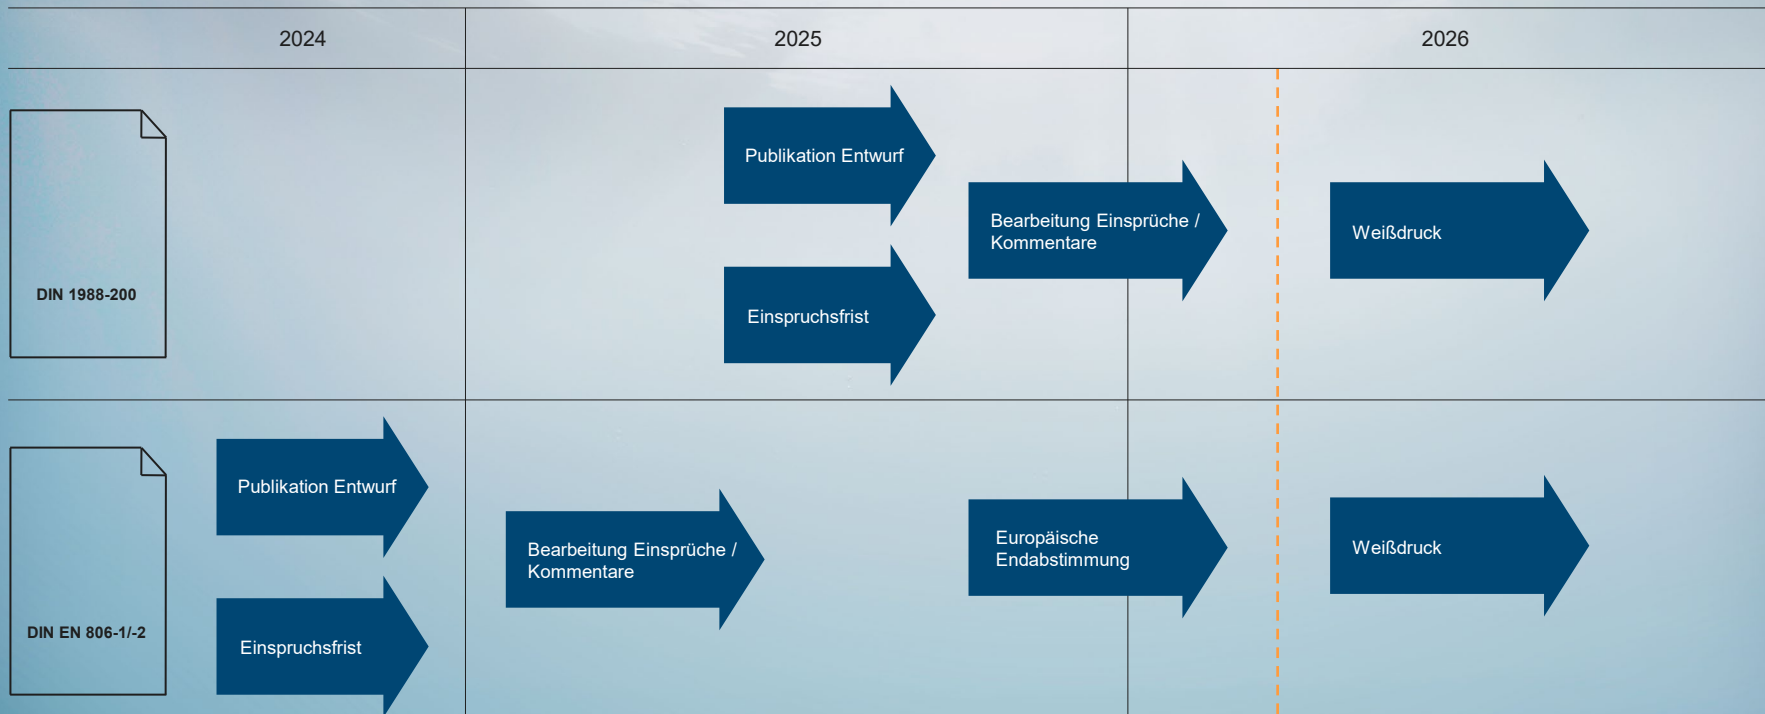 2024
2025
2026
DIN 1988-200
Publikation Entwurf
Einspruchsfrist
Bearbeitung Einsprüche /
Kommentare
Weißdruck
DIN EN 806-1/-2
Publikation Entwurf
Einspruchsfrist
Bearbeitung Einsprüche /
Kommentare
Europäische
Endabstimmung
Weißdruck